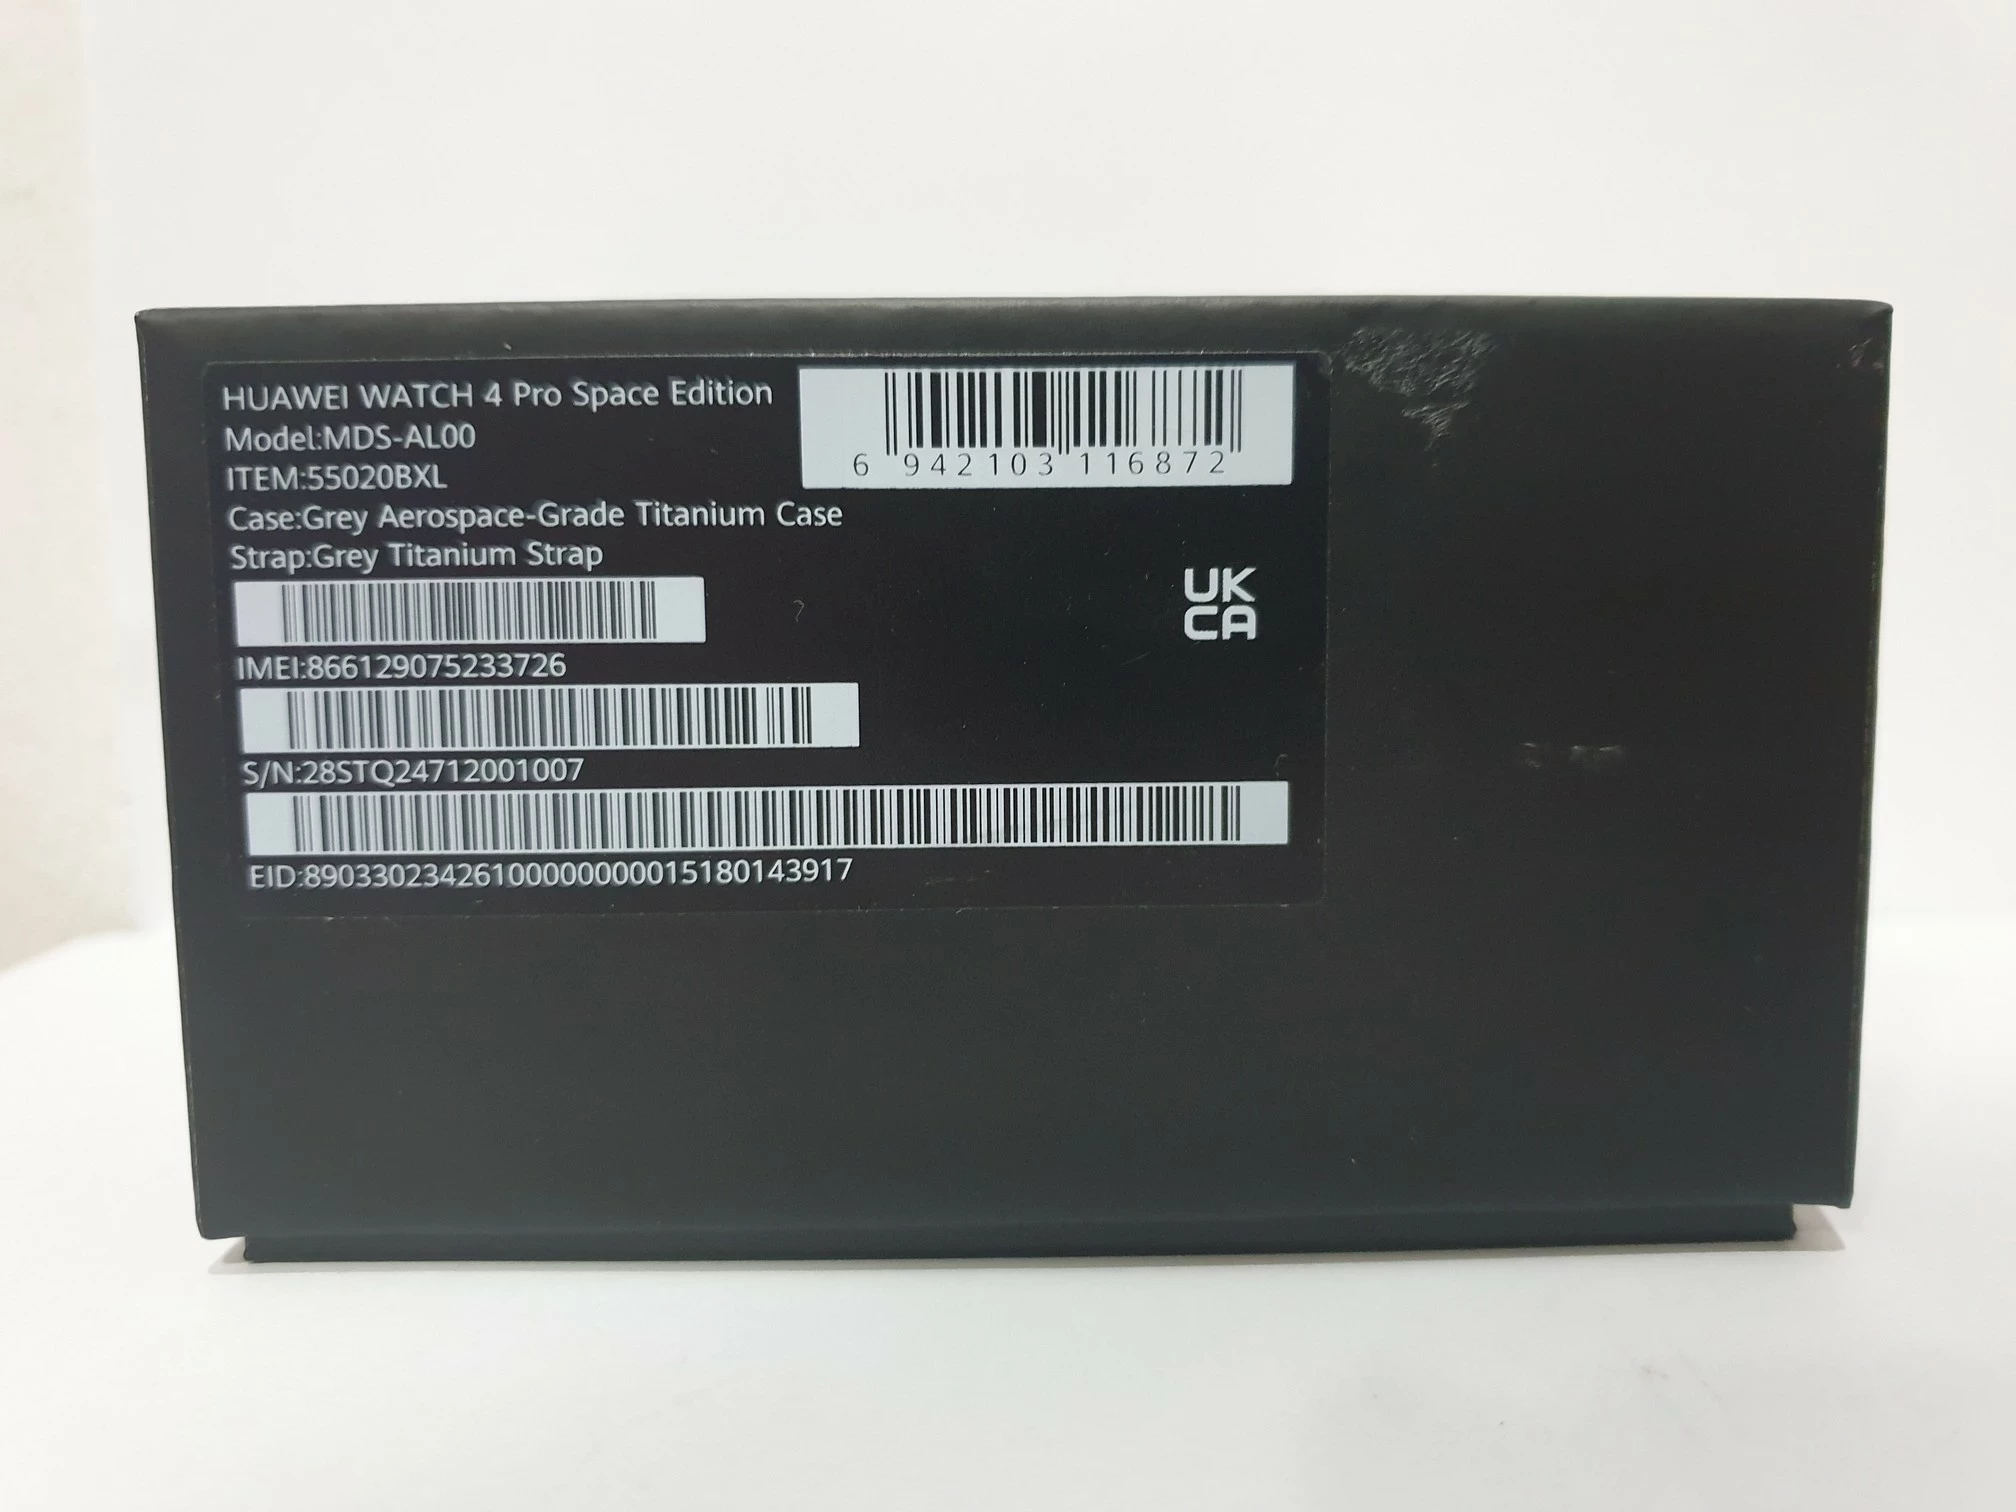 HUAWEI WATCH 4 Pro Space Edition
Model:MDS-AL00
ITEM:55020BXL
Case:Grey Aerospace-Grade Titanium Case
Strap:Grey Titanium Strap
6 942103 116872
UK
CA
IMEI:866129075233726
S/N:28STQ24712001007
EID:89033023426100000000015180143917